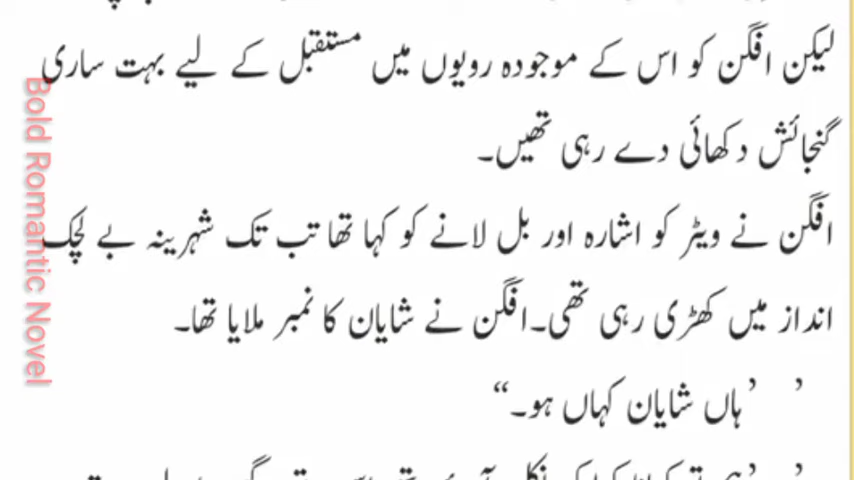 لیکن افگن کو اس کے موجودہ رویوں میں مستقبل کے لیے بہت ساری
گنجائش دکھائی دے رہی تھیں۔
افگن نے ویٹر کو اشارہ اور بل لانے کو کہا تھا تب تک شہرینہ بے لچک
انداز میں کھڑی رہی تھی۔افگن نے شایان کا نمبر ملایا تھا۔
’ ’ہاں شایان کہاں ہو۔“
Bold Romantic Novel